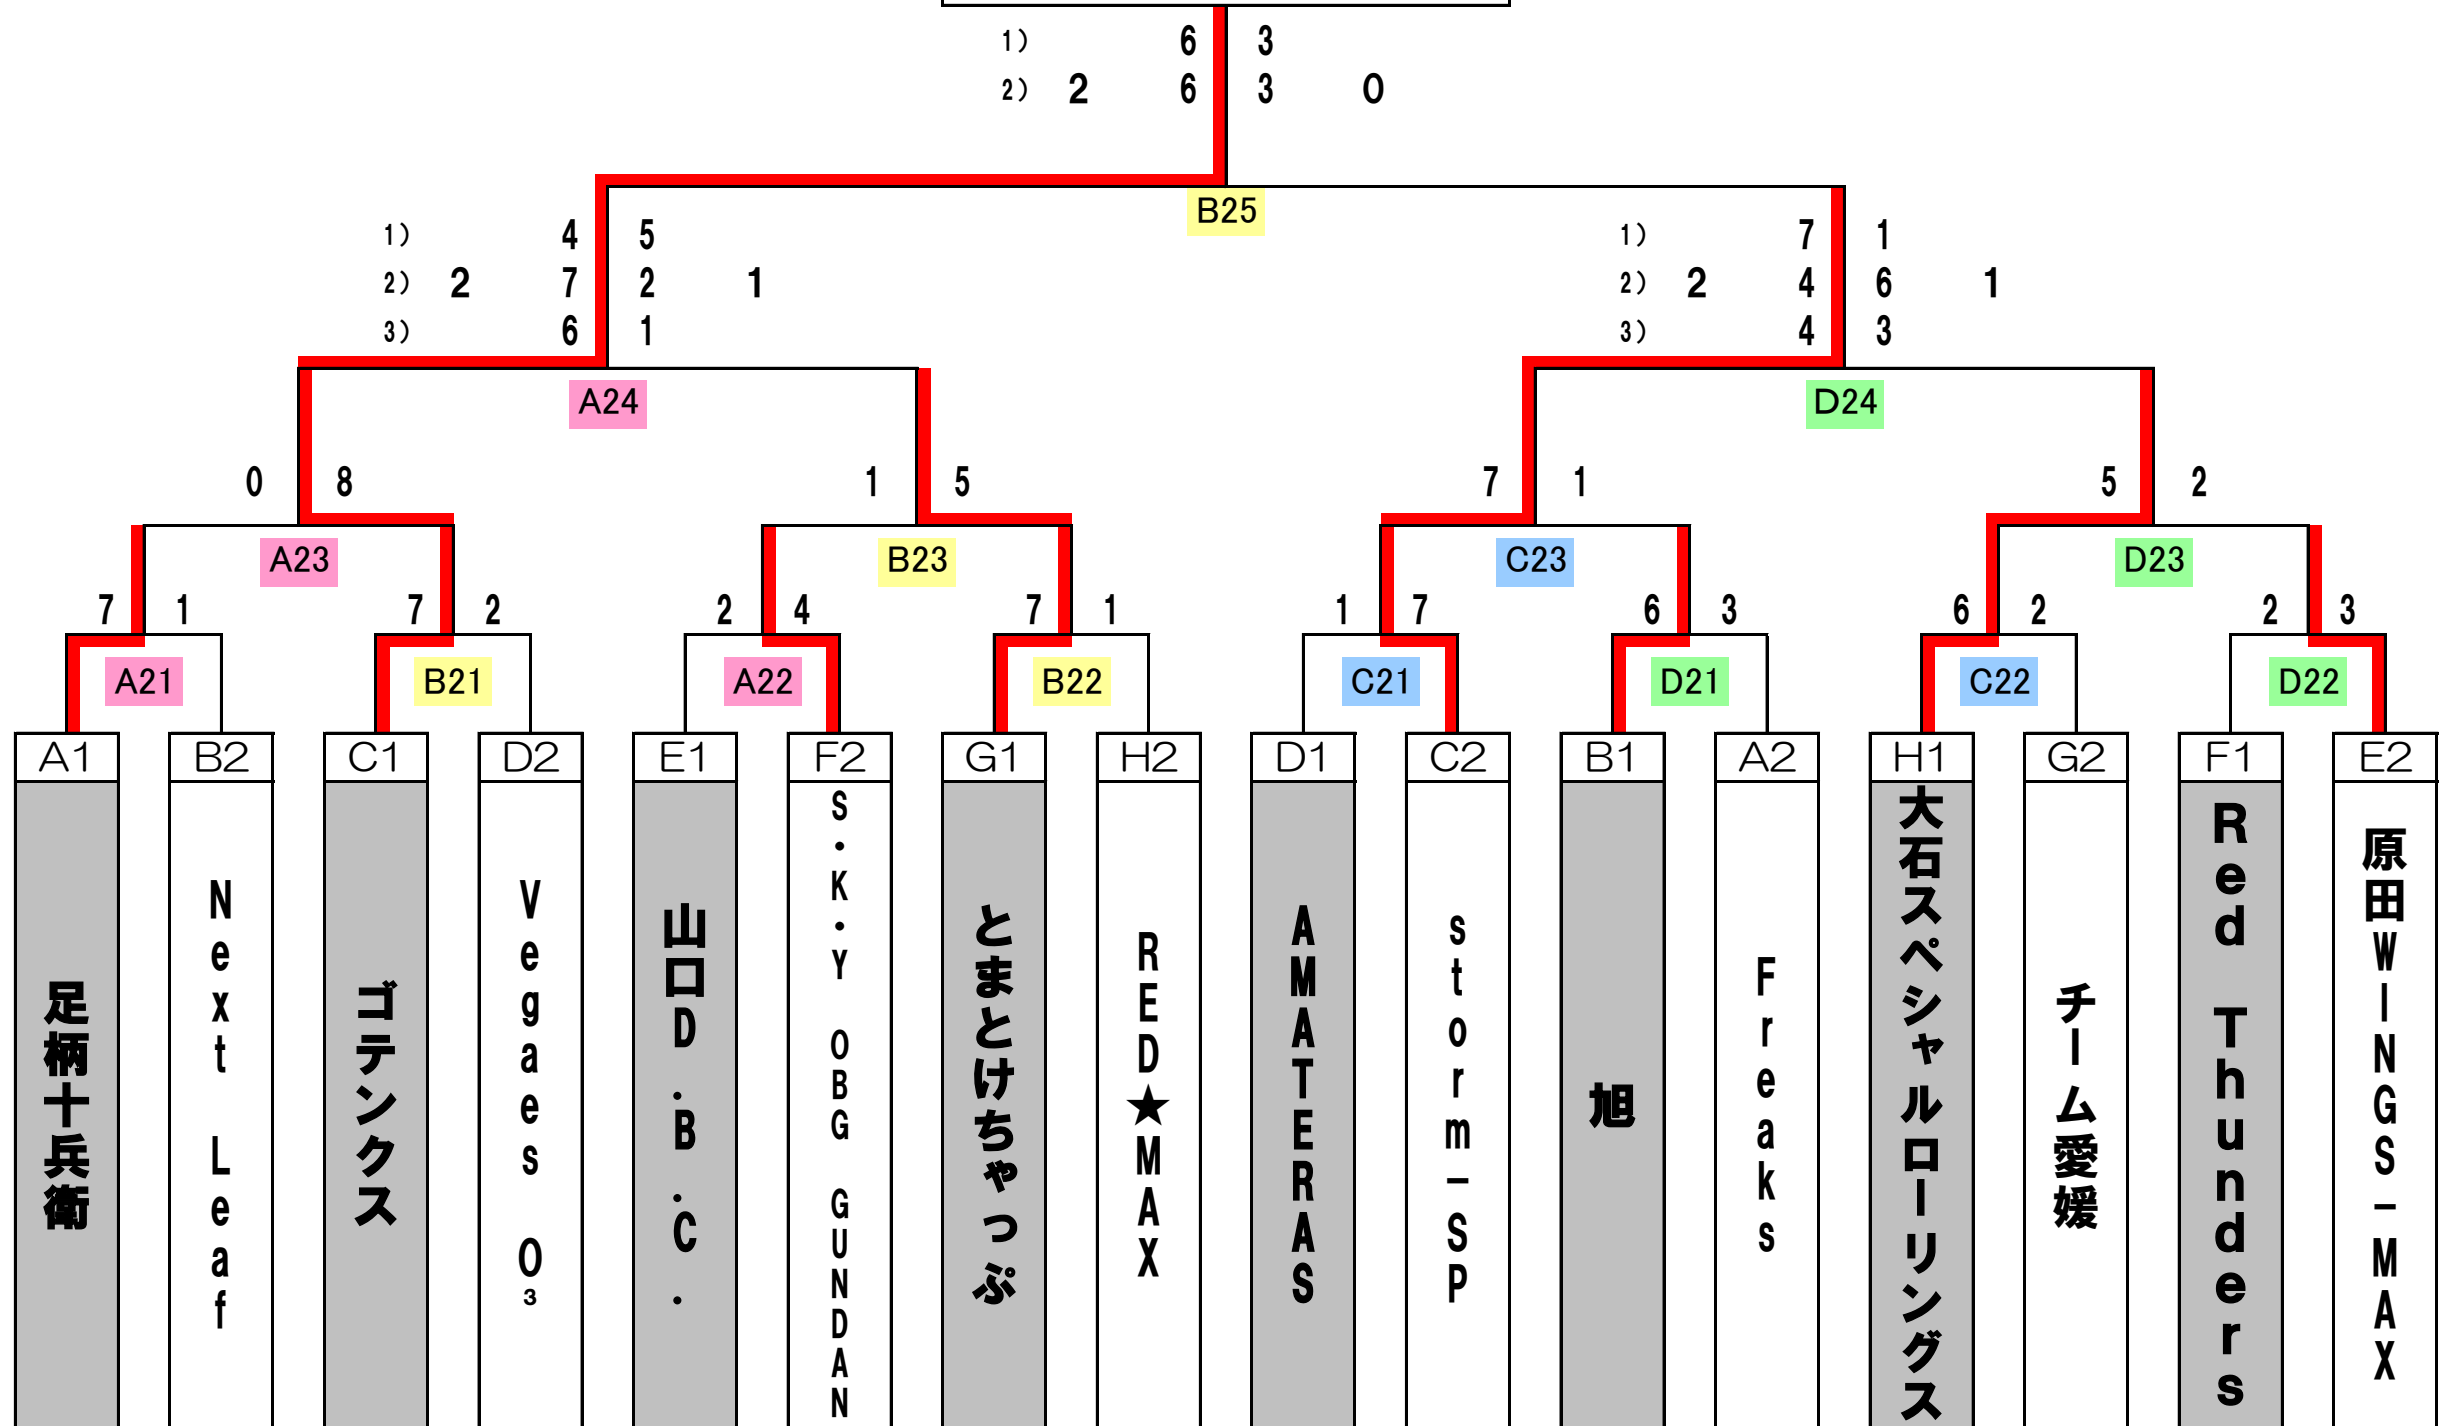 1) 6 3
2) 2 6 3 0
B25
1) 4 5
2) 2 7 2 1
3) 6 1
1) 7 1
2) 2 4 6 1
3) 4 3
A24
D24
0 8
1 5
7 1
5 2
A23
B23
C23
D23
7 1
7 2
2 4
7 1
1 7
6 3
6 2
2 3
A21
B21
A22
B22
C21
D21
C22
D22
A1
B2
C1
D2
E1
F2
G1
H2
D1
C2
B1
A2
H1
G2
F1
E2
足柄十兵衛
Next Leaf
ゴテンクス
Vegaes O³
山口D.B.C.
S・K・Y OBG GUNDAN
とまとけちゃっぷ
RED★MAX
AMATERAS
storm-SP
旭
Freaks
大石スペシャルローリングス
チーム愛媛
Red Thunders
原田WINGS-MAX